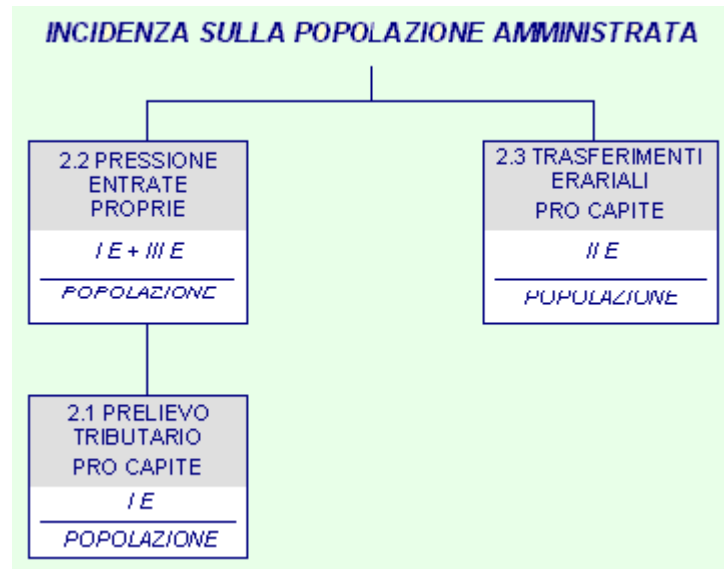 INCIDENZA SULLA POPOLAZIONE AMMINISTRATA
2.2 PRESSIONE
ENTRATE
PROPRIE
I E + III E
POPOLAZIONE
2.3 TRASFERIMENTI
ERARIALI
PRO CAPITE
II E
POPOLAZIONE
2.1 PRELIEVO
TRIBUTARIO
PRO CAPITE
I E
POPOLAZIONE